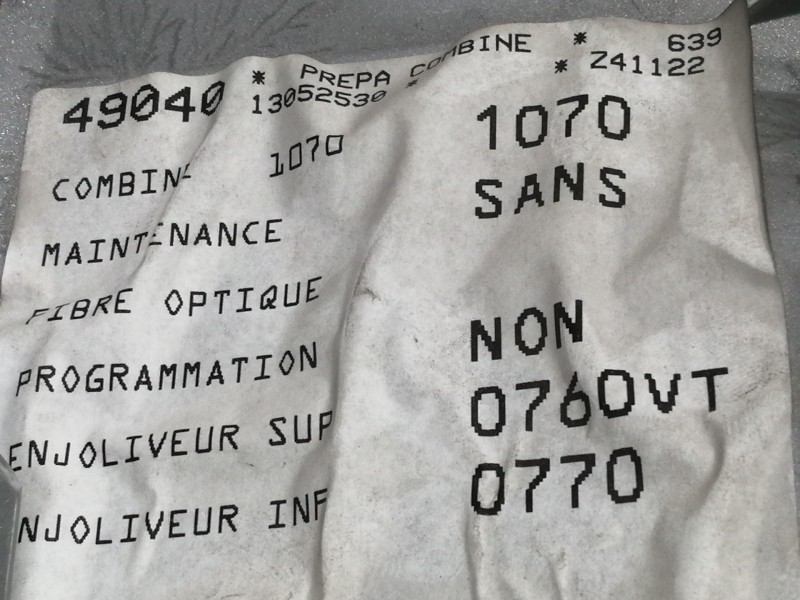 49040 * PREPA COMBINE * 639
13052530 * * Z41122
COMBINE 1070 1070
MAINTENANCE SANS
FIBRE OPTIQUE
PROGRAMMATION NON
ENJOLIVEUR SUP 0760VT
NJOLIVEUR INF 0770